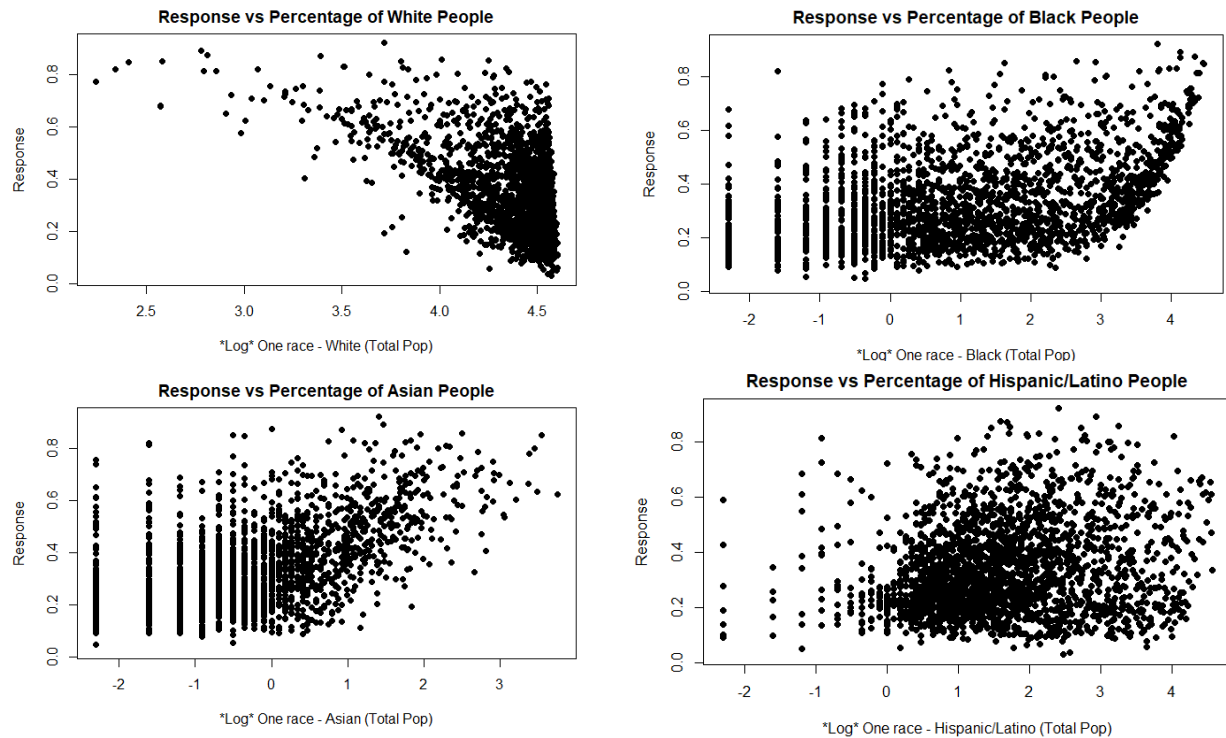 Response vs Percentage of White People
Response
0.0 0.2 0.4 0.6 0.8
2.5 3.0 3.5 4.0 4.5
*Log* One race - White (Total Pop)
Response vs Percentage of Black People
Response
0.0 0.2 0.4 0.6 0.8
-2 -1 0 1 2 3 4
*Log* One race - Black (Total Pop)
Response vs Percentage of Asian People
Response
0.0 0.2 0.4 0.6 0.8
-2 -1 0 1 2 3
*Log* One race - Asian (Total Pop)
Response vs Percentage of Hispanic/Latino People
Response
0.0 0.2 0.4 0.6 0.8
-2 -1 0 1 2 3 4
*Log* One race - Hispanic/Latino (Total Pop)